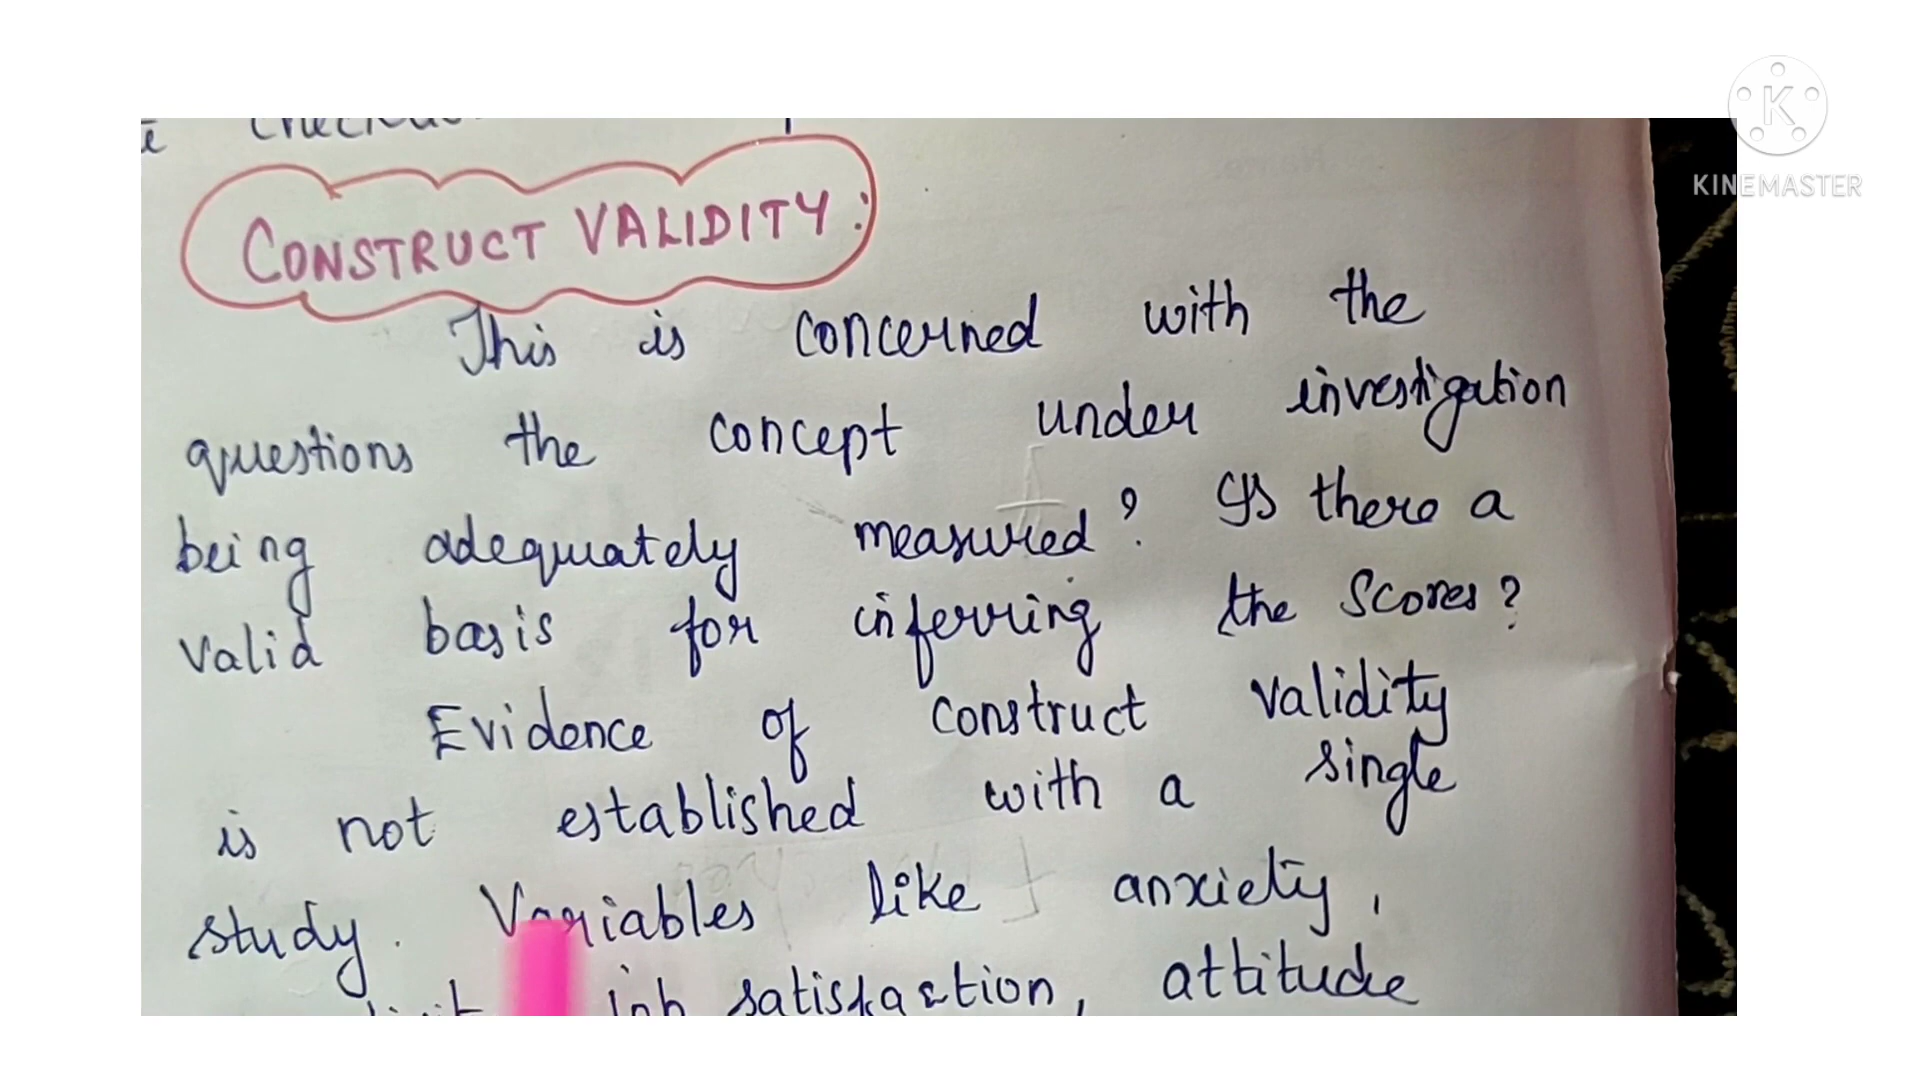 CONSTRUCT VALIDITY:
This is concerned with the
questions the concept under investigation
being adequately measured? Is there a
valid basis for inferring the Scores?
Evidence of construct validity
is not established with a single
study. Variables like anxiety,
job satisfaction, attitude
KINEMASTER